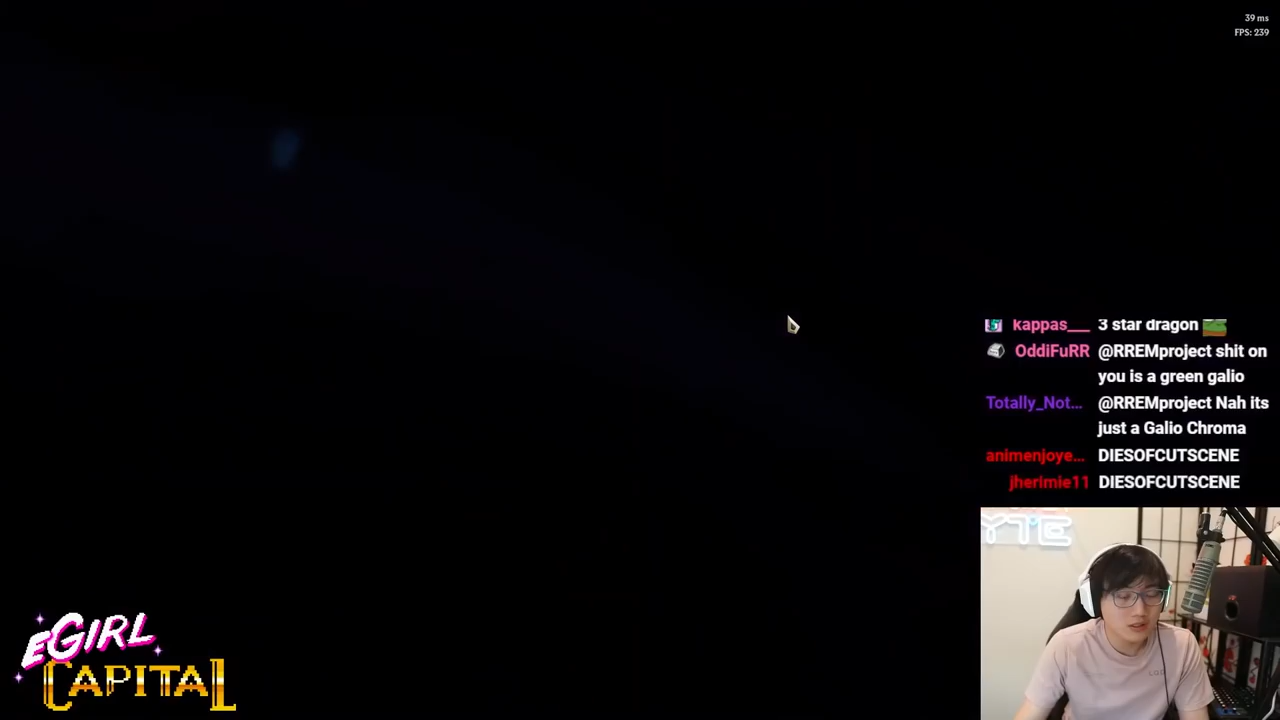 39 ms
FPS: 239
kappas___ 3 star dragon
OddiFuRR @RREMproject shit on
you is a green galio
Totally_Not... @RREMproject Nah its
just a Galio Chroma
animenjoye... DIESOFCUTSCENE
jherimie11 DIESOFCUTSCENE
YTE
EGIRL
CAPITAL